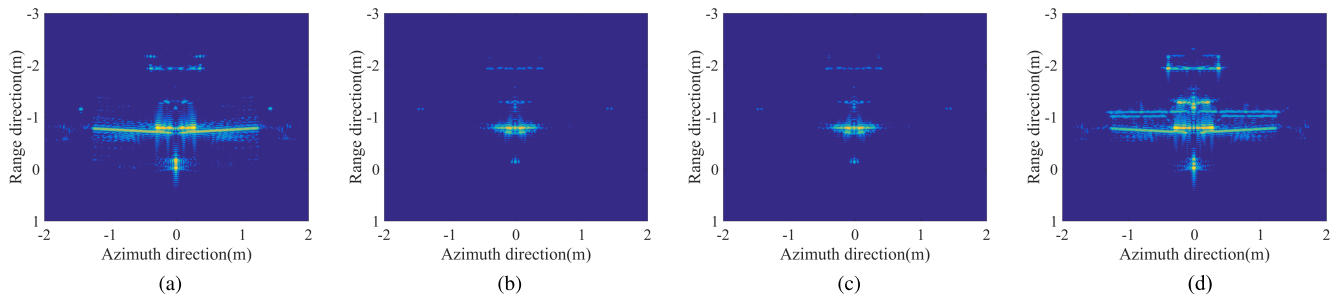 -3
-2
-1
0
1
Range direction(m)
-2 -1 0 1 2
Azimuth direction(m)
(a)
-3
-2
-1
0
1
Range direction(m)
-2 -1 0 1 2
Azimuth direction(m)
(b)
-3
-2
-1
0
1
Range direction(m)
-2 -1 0 1 2
Azimuth direction(m)
(c)
-3
-2
-1
0
1
Range direction(m)
-2 -1 0 1 2
Azimuth direction(m)
(d)